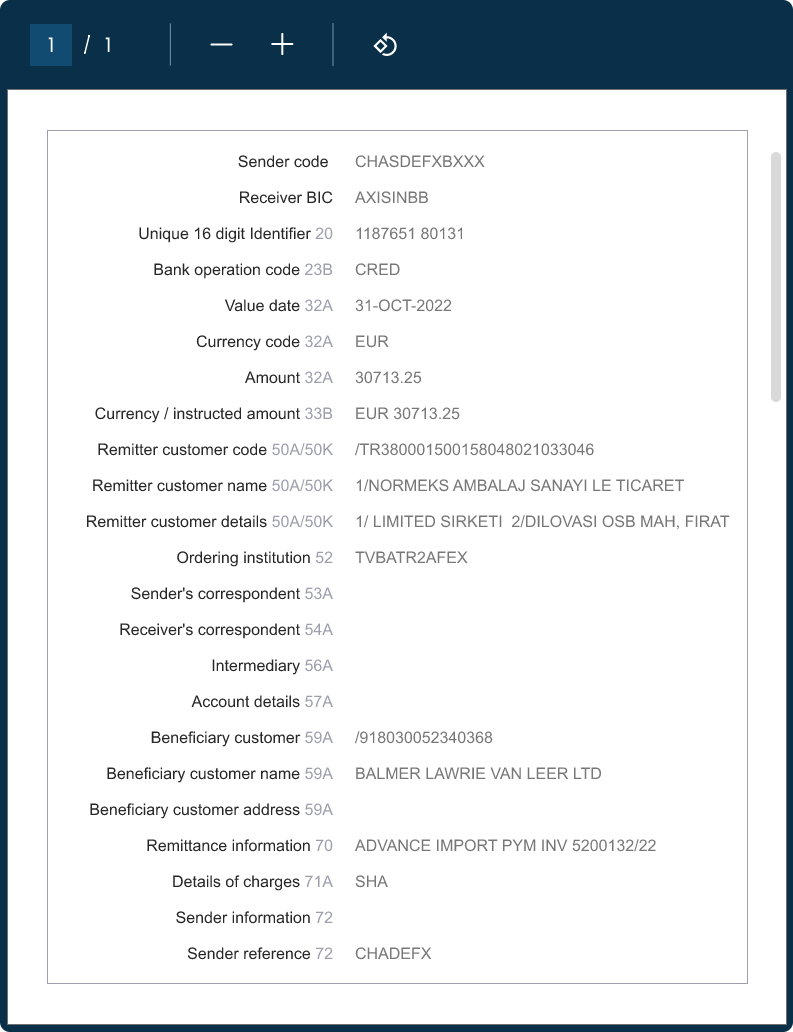 1 / 1
Sender code CHASDEFXBXXX
Receiver BIC AXISINBB
Unique 16 digit Identifier 20 1187651 80131
Bank operation code 23B CRED
Value date 32A 31-OCT-2022
Currency code 32A EUR
Amount 32A 30713.25
Currency / instructed amount 33B EUR 30713.25
Remitter customer code 50A/50K /TR380001500158048021033046
Remitter customer name 50A/50K 1/NORMEKS AMBALAJ SANAYI LE TICARET
Remitter customer details 50A/50K 1/ LIMITED SIRKETI  2/DILOVASI OSB MAH, FIRAT
Ordering institution 52 TVBATR2AFEX
Sender's correspondent 53A
Receiver's correspondent 54A
Intermediary 56A
Account details 57A
Beneficiary customer 59A /918030052340368
Beneficiary customer name 59A BALMER LAWRIE VAN LEER LTD
Beneficiary customer address 59A
Remittance information 70 ADVANCE IMPORT PYM INV 5200132/22
Details of charges 71A SHA
Sender information 72
Sender reference 72 CHADEFX